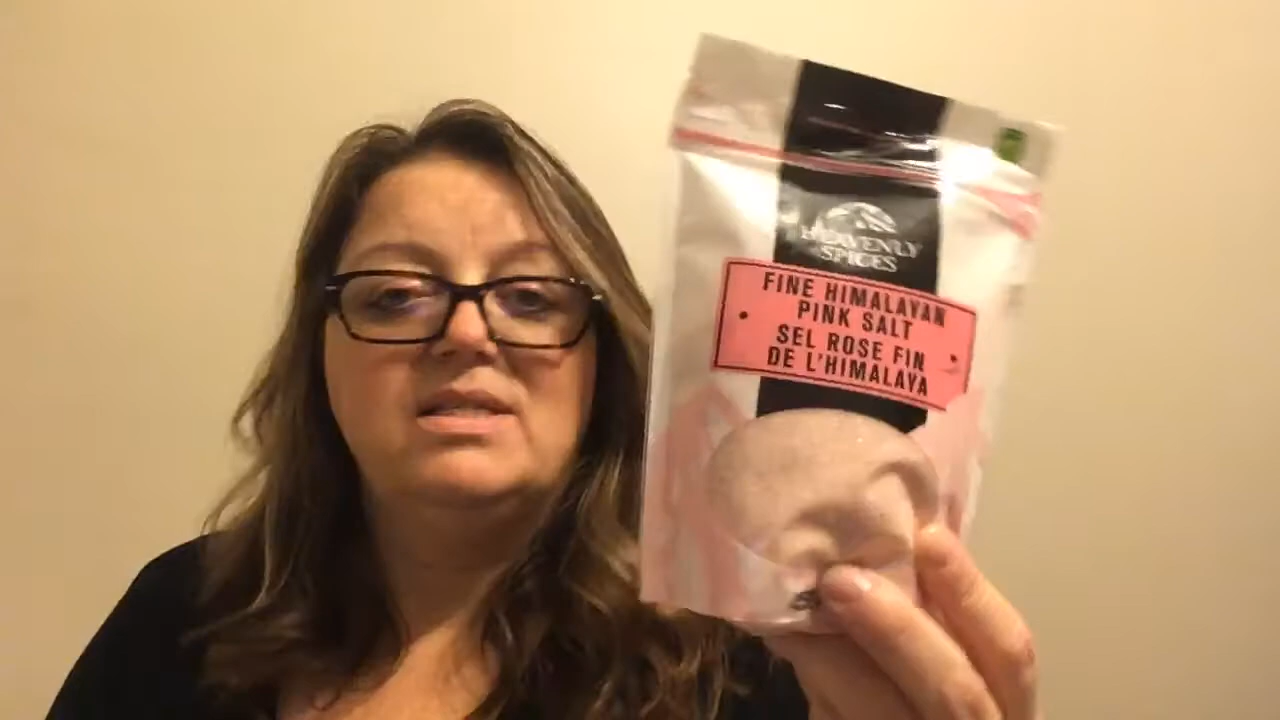 HEAVENLY
SPICES
FINE HIMALAYAN
PINK SALT
SEL ROSE FIN
DE L'HIMALAYA